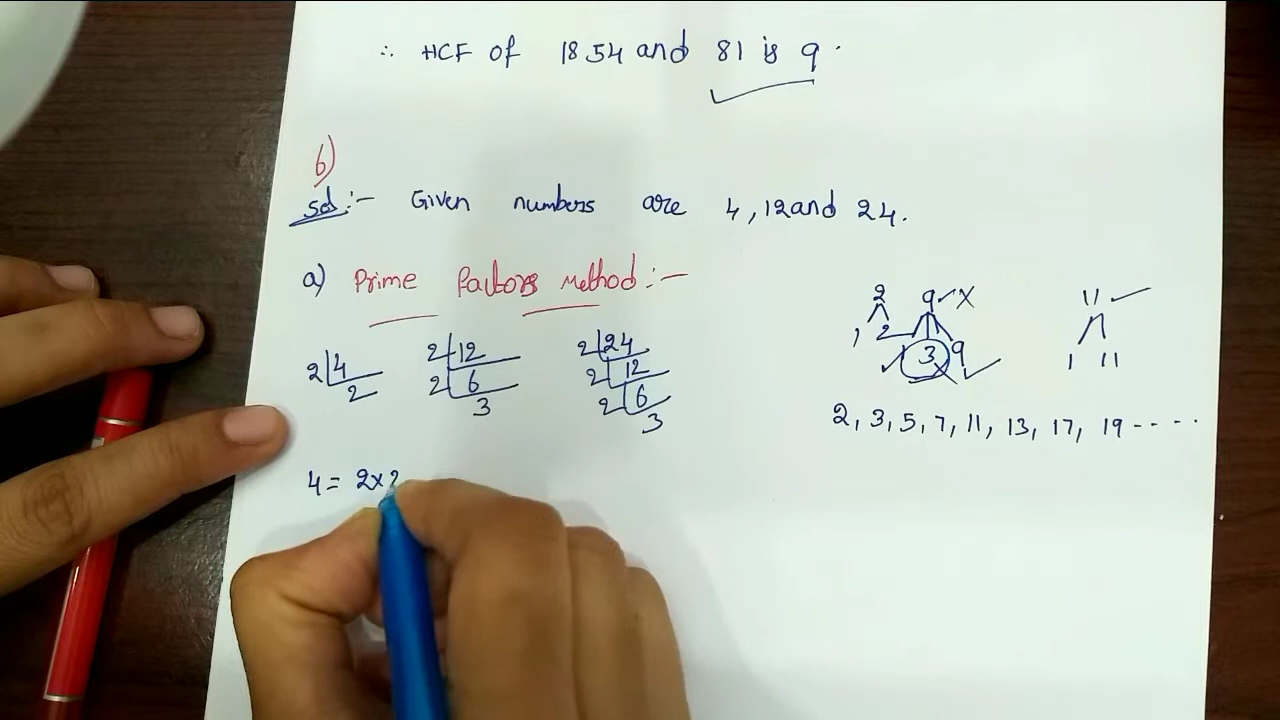 ∴ HCF of 1854 and 81 is 9.
6)
Sol:- Given numbers are 4, 12 and 24.
a) Prime factors method:-
2|4
2
2|12
2|6
3
2|24
2|12
2|6
3
2
1 2
9 ✓ X
3 9
11 ✓
1 11
2, 3, 5, 7, 11, 13, 17, 19 - - - -
4 = 2×2